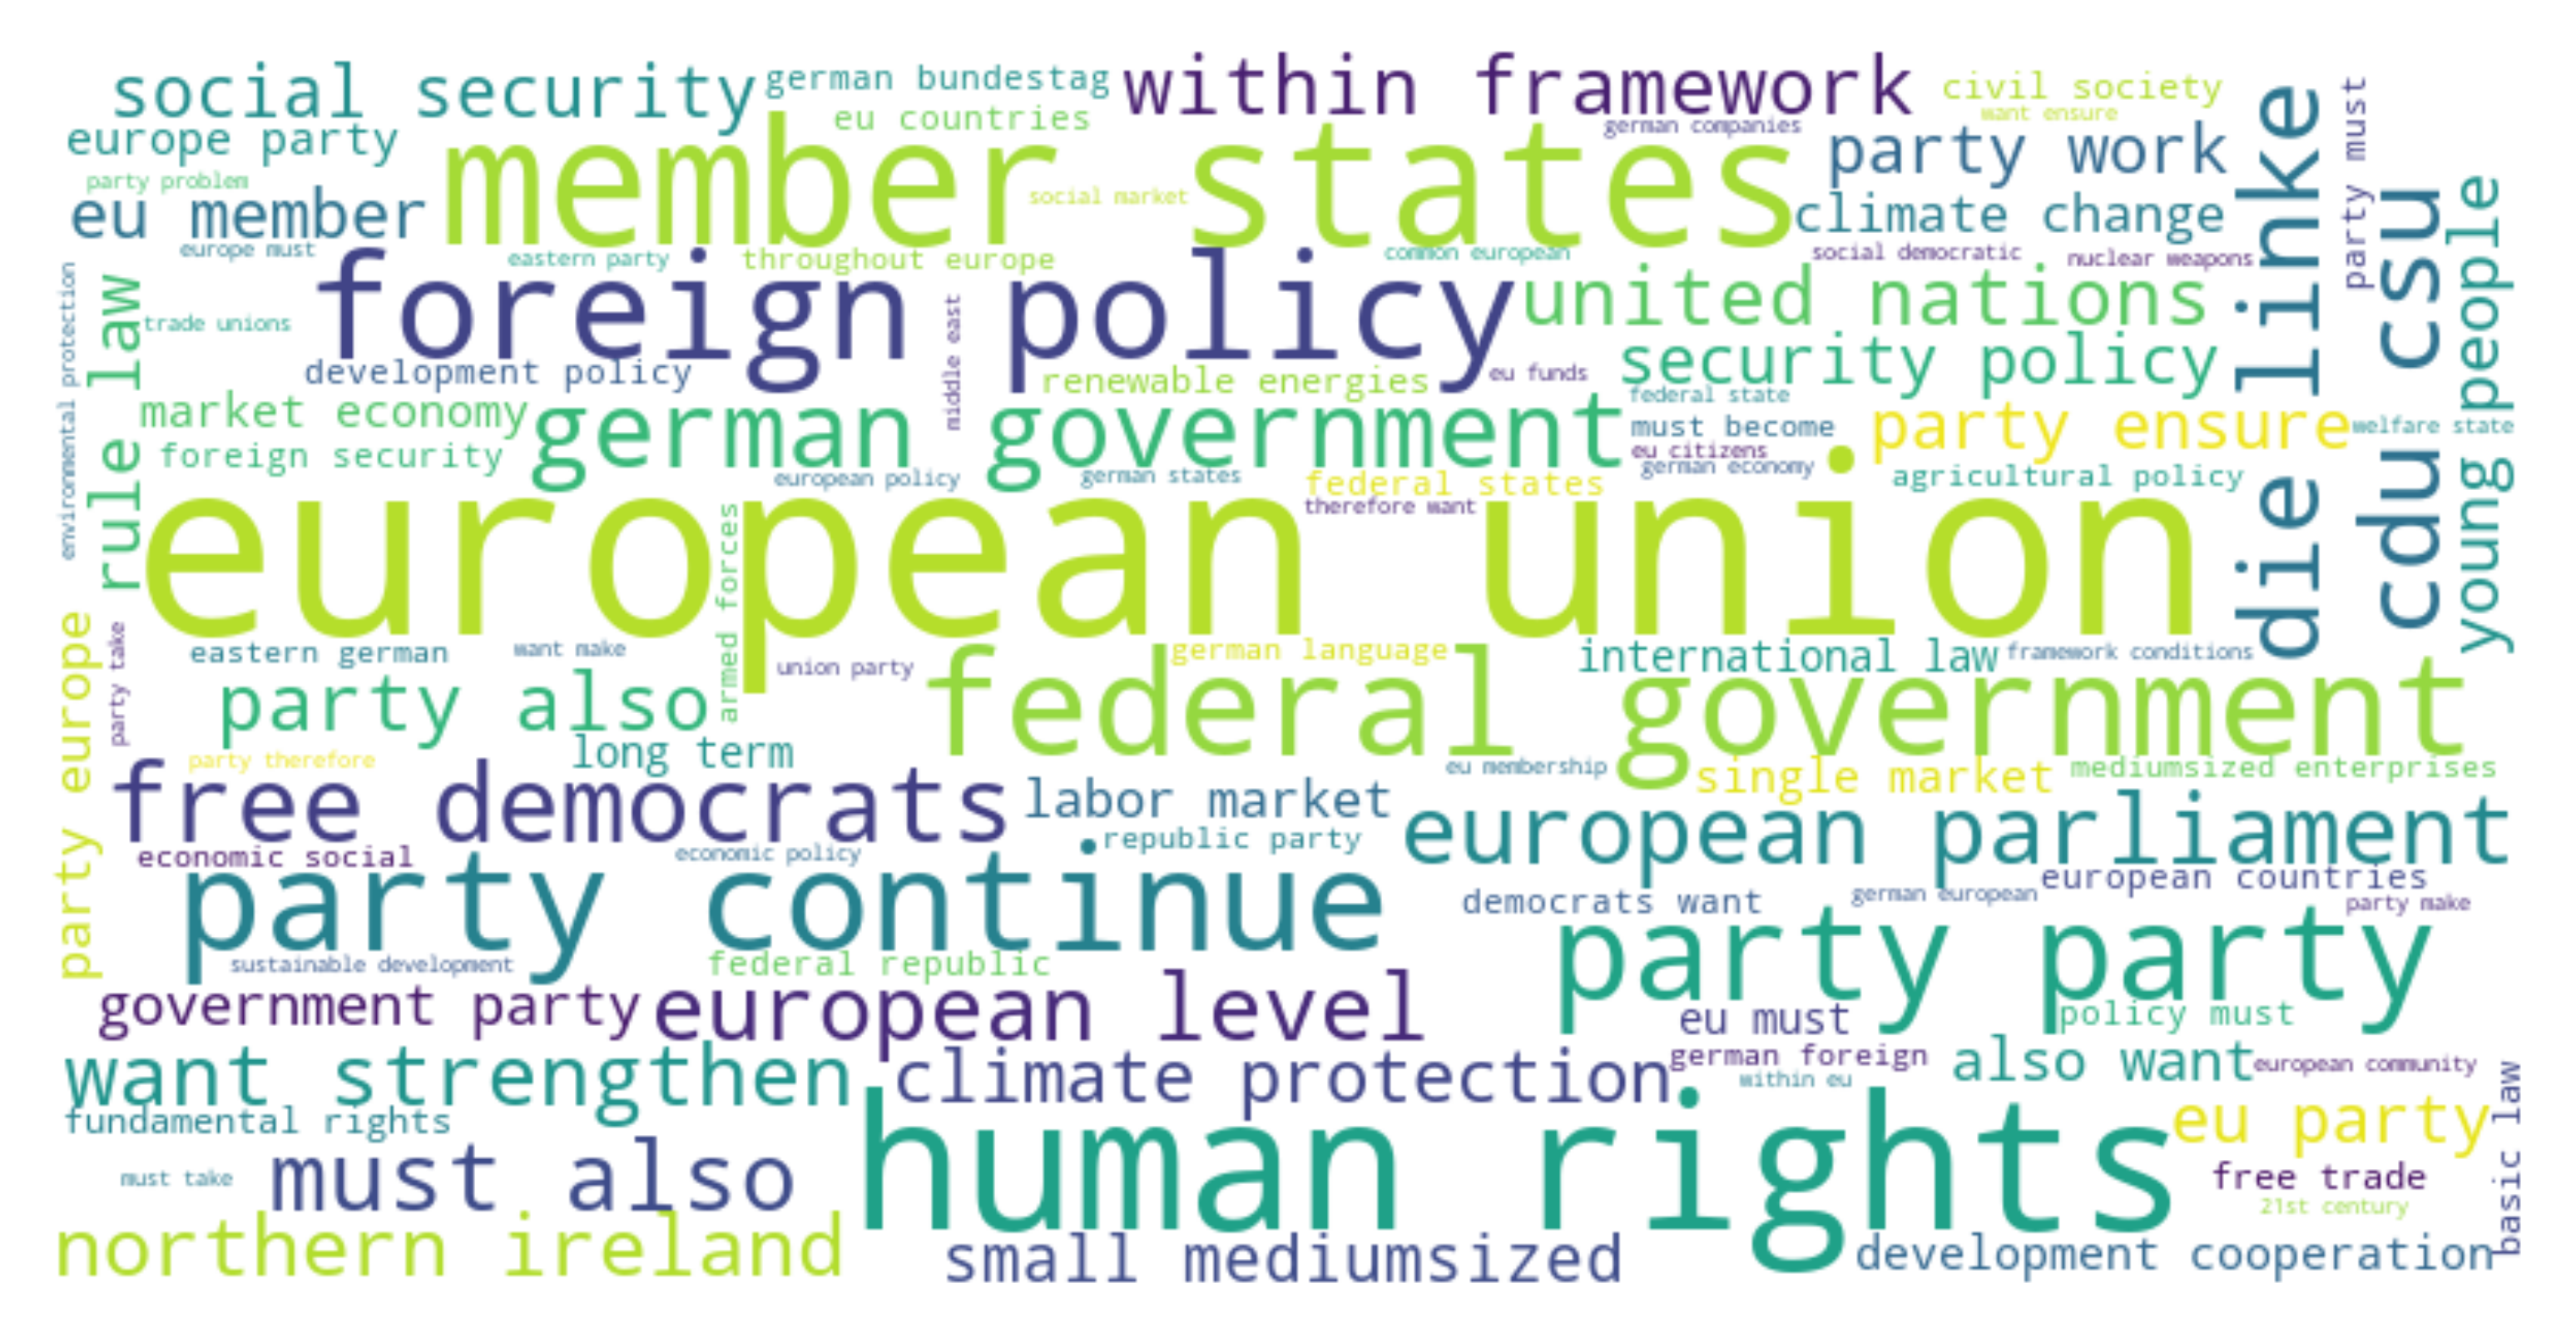 social security
german bundestag
within framework
civil society
want ensure
europe party
eu countries
german companies
party work
party must
party problem
member states
social market
die linke
cdu csu
young people
eu member
climate change
europe must
eastern party
throughout europe
common european
social democratic
nuclear weapons
environmental protection
rule law
trade unions
foreign policy
middle east
united nations
development policy
renewable energies
eu funds
security policy
market economy
german government
federal state
must become
party ensure
welfare state
foreign security
eu citizens
european policy
german states
federal states
german economy
agricultural policy
therefore want
european union
armed forces
party europe
party take
eastern german
want make
union party
german language
international law
framework conditions
party also
federal government
long term
party therefore
eu membership
single market
mediumsized enterprises
free democrats
labor market
european parliament
republic party
economic social
economic policy
party continue
democrats want
german european
european countries
party make
party party
sustainable development
federal republic
government party
european level
eu must
policy must
want strengthen
climate protection
german foreign
also want
european community
within eu
basic law
fundamental rights
human rights
eu party
must take
must also
free trade
21st century
northern ireland
small mediumsized
development cooperation